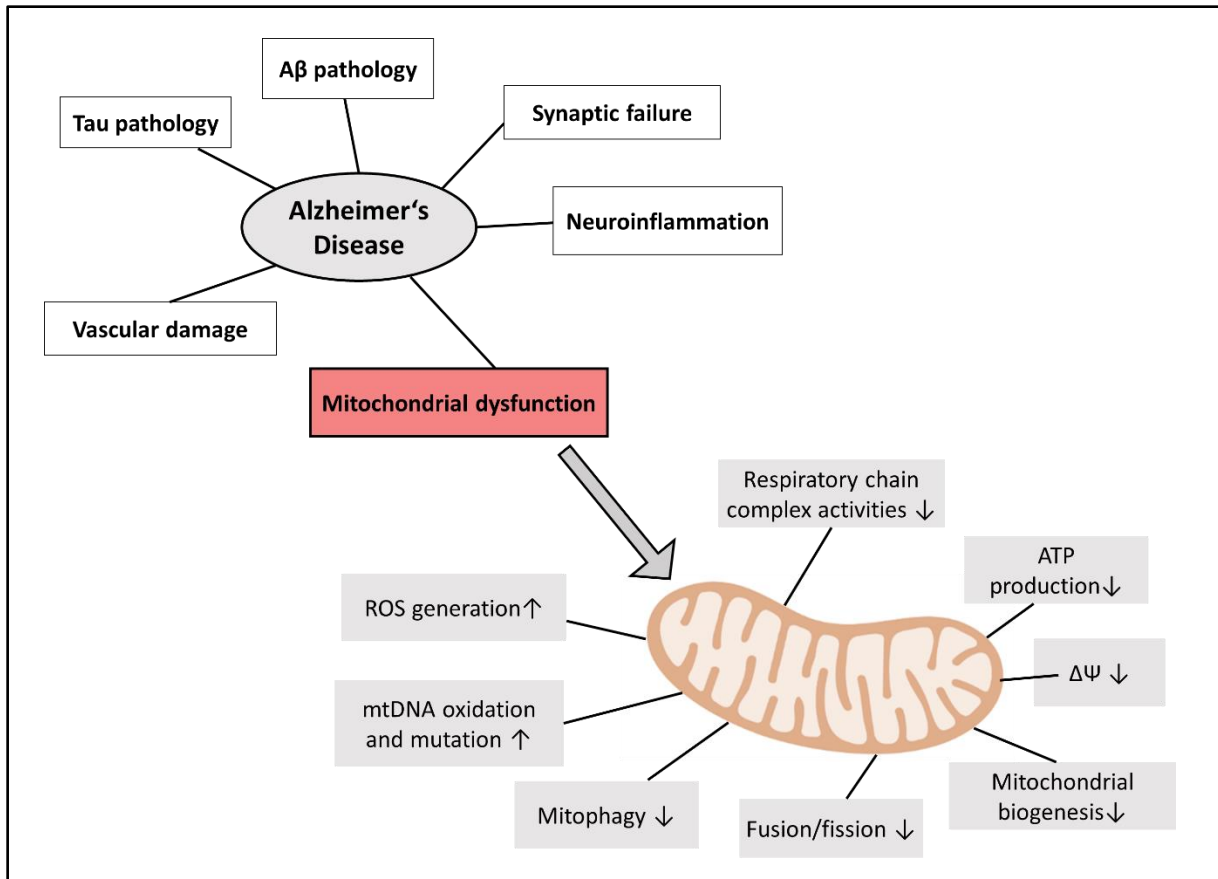 Aβ pathology
Tau pathology
Synaptic failure
Alzheimer‘s
Disease
Neuroinflammation
Vascular damage
Mitochondrial dysfunction
Respiratory chain
complex activities ↓
ATP
production↓
ROS generation↑
ΔΨ ↓
mtDNA oxidation
and mutation ↑
Mitochondrial
biogenesis↓
Mitophagy ↓
Fusion/fission ↓